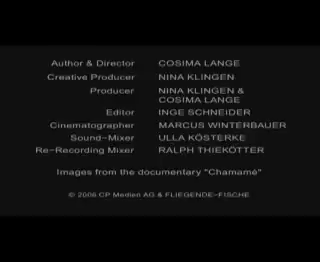 Author & Director COSIMA LANGE
Creative Producer NINA KLINGEN
Producer NINA KLINGEN &
COSIMA LANGE
Editor INGE SCHNEIDER
Cinematographer MARCUS WINTERBAUER
Sound-Mixer ULLA KÖSTERKE
Re-Recording Mixer RALPH THIEKÖTTER
Images from the documentary "Chamamé"
© 2006 CP Medien AG & FLIEGENDE-FISCHE